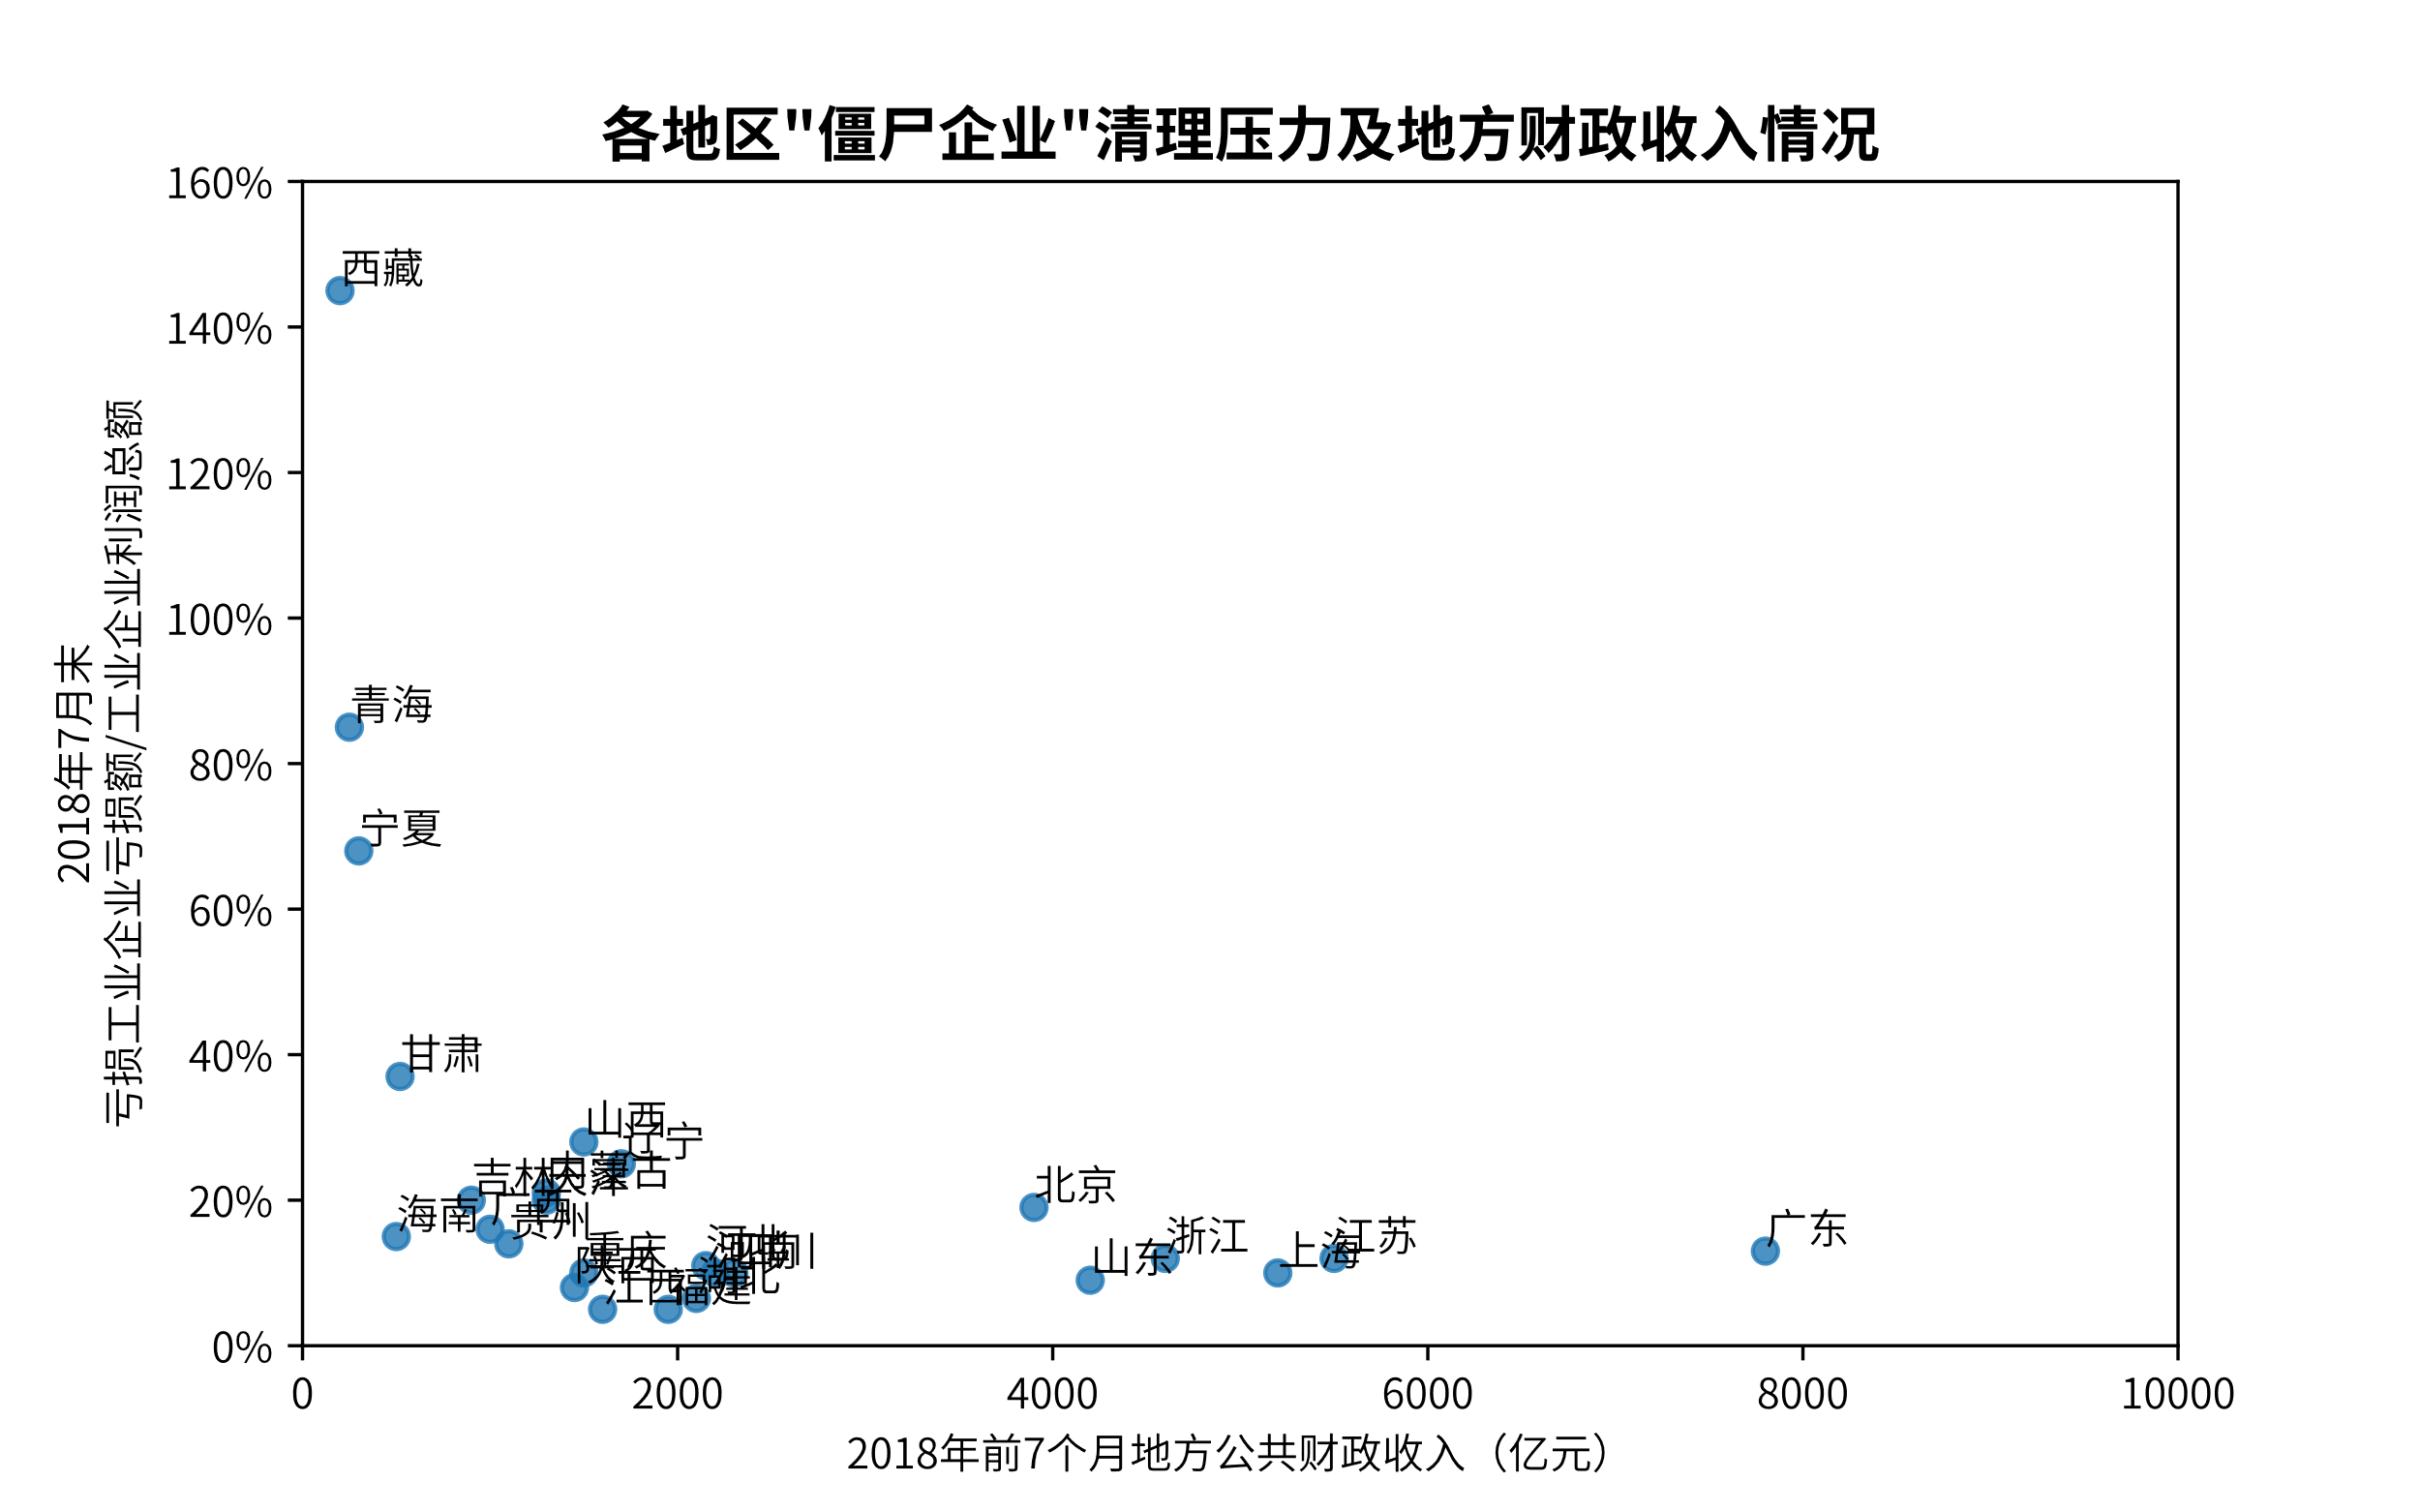 各地区"僵尸企业"清理压力及地方财政收入情况
160%
西藏
140%
120%
100%
青海
80%
宁夏
60%
40%
甘肃
山西
辽宁
吉林
内蒙古
20%
海南
贵州
陕西
江西
福建
四川
北京
山东
浙江
上海
江苏
广东
0%
0
2000
4000
6000
8000
10000
2018年前7个月地方公共财政收入（亿元）
2018年7月末
亏损工业企业亏损额/工业企业利润总额